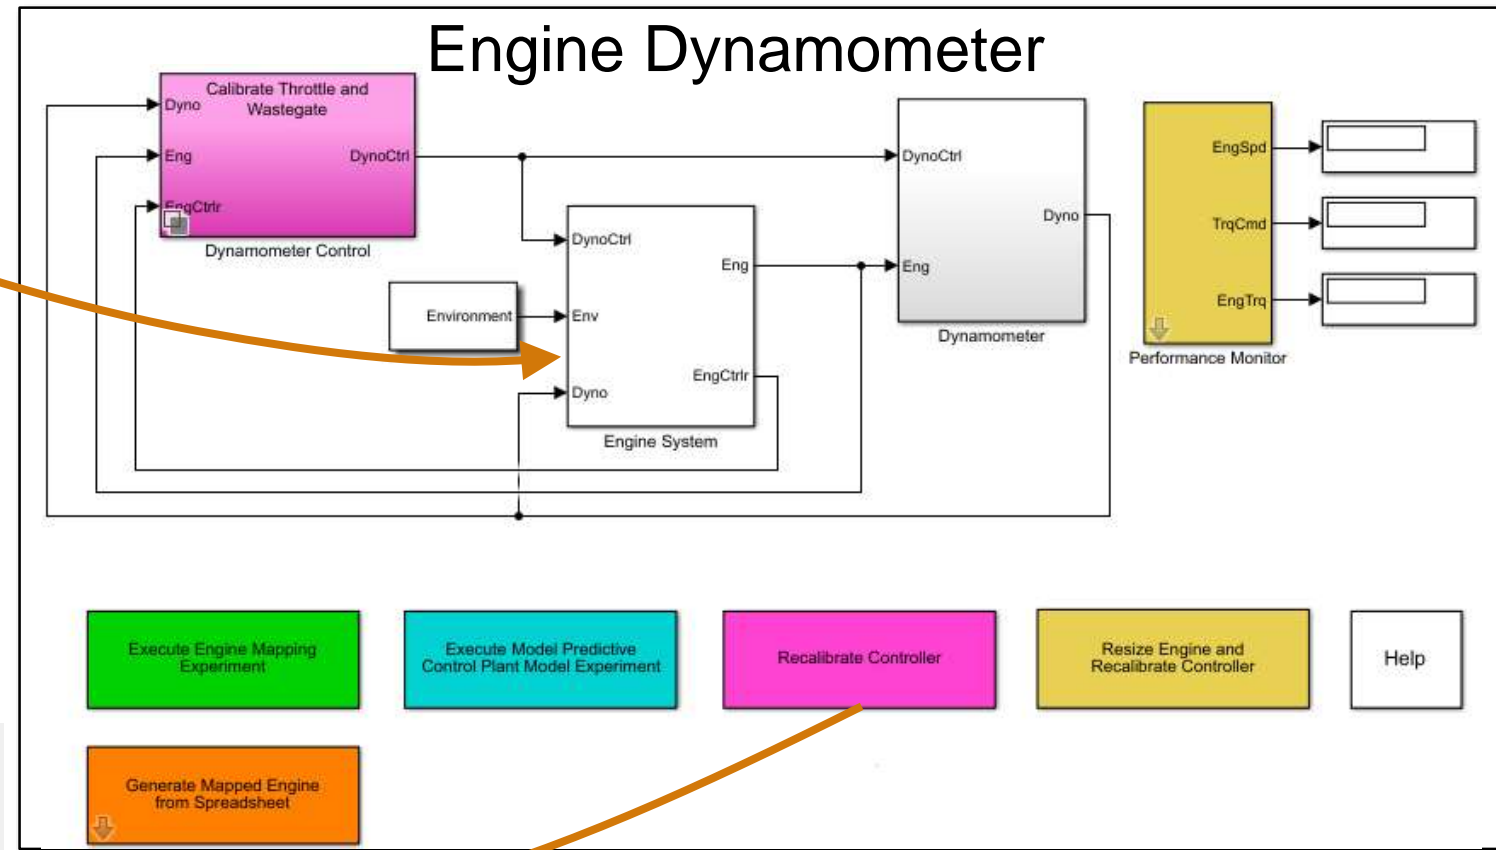 Engine Dynamometer
Calibrate Throttle and
Wastegate
Dyno
Eng
EngCtrlr
DynoCtrl
Dynamometer Control
Environment
DynoCtrl
Env
Dyno
Eng
EngCtrlr
Engine System
DynoCtrl
Eng
Dyno
Dynamometer
EngSpd
TrqCmd
EngTrq
Performance Monitor
Execute Engine Mapping
Experiment
Execute Model Predictive
Control Plant Model Experiment
Recalibrate Controller
Resize Engine and
Recalibrate Controller
Help
Generate Mapped Engine
from Spreadsheet